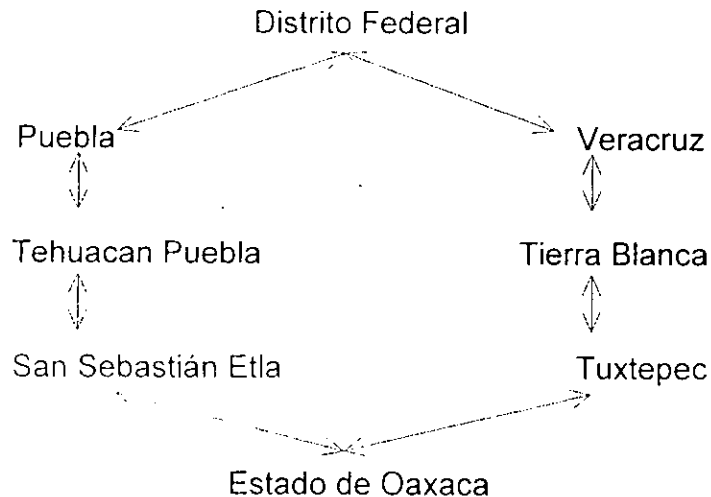 Distrito Federal
Puebla
Veracruz
Tehuacan Puebla
Tierra Blanca
San Sebastián Etla
Tuxtepec
Estado de Oaxaca